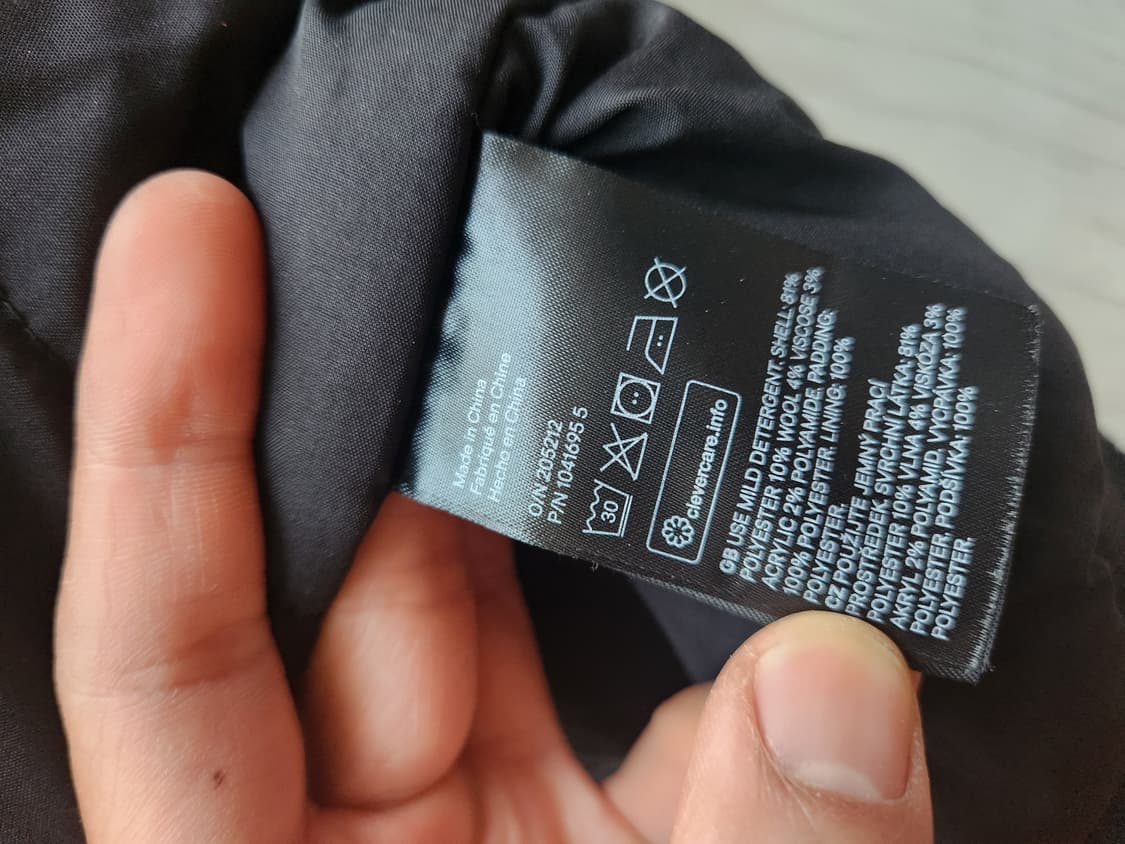 Made in China
Fabriqué en Chine
Hecho en China
O/N 205212
P/N 1041695 5
30
clevercare.info
GB USE MILD DETERGENT. SHELL: 81%
POLYESTER 10% WOOL 4% VISCOSE 3%
ACRYLIC 2% POLYAMIDE. PADDING:
100% POLYESTER. LINING: 100%
POLYESTER.
CZ POUŽIJTE JEMNÝ PRACÍ
PROSTŘEDEK. SVRCHNÍ LÁTKA: 81%
POLYESTER 10% VLNA 4% VISKÓZA 3%
AKRYL 2% POLYAMID. VYCPÁVKA: 100%
POLYESTER. PODŠÍVKA: 100%
POLYESTER.